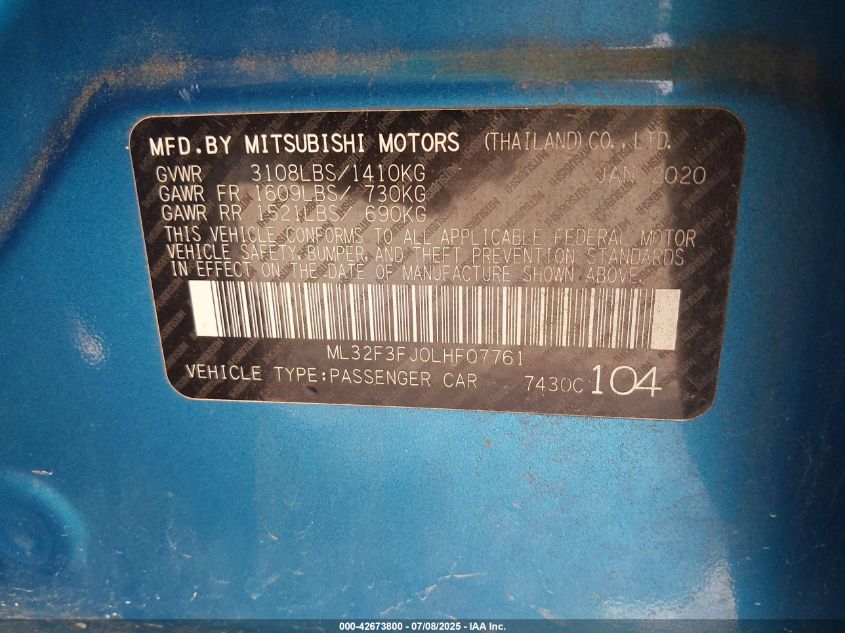 MFD.BY MITSUBISHI MOTORS (THAILAND) CO., LTD.
GVWR 3108LBS/1410KG JAN 2020
GAWR FR 1609LBS/ 730KG
GAWR RR 1521LBS/ 690KG
THIS VEHICLE CONFORMS TO ALL APPLICABLE FEDERAL MOTOR
VEHICLE SAFETY, BUMPER, AND THEFT PREVENTION STANDARDS
IN EFFECT ON THE DATE OF MANUFACTURE SHOWN ABOVE.
ML32F3FJ0LHF07761
VEHICLE TYPE:PASSENGER CAR 7430C 104
000-42673800 - 07/08/2025 - IAA Inc.